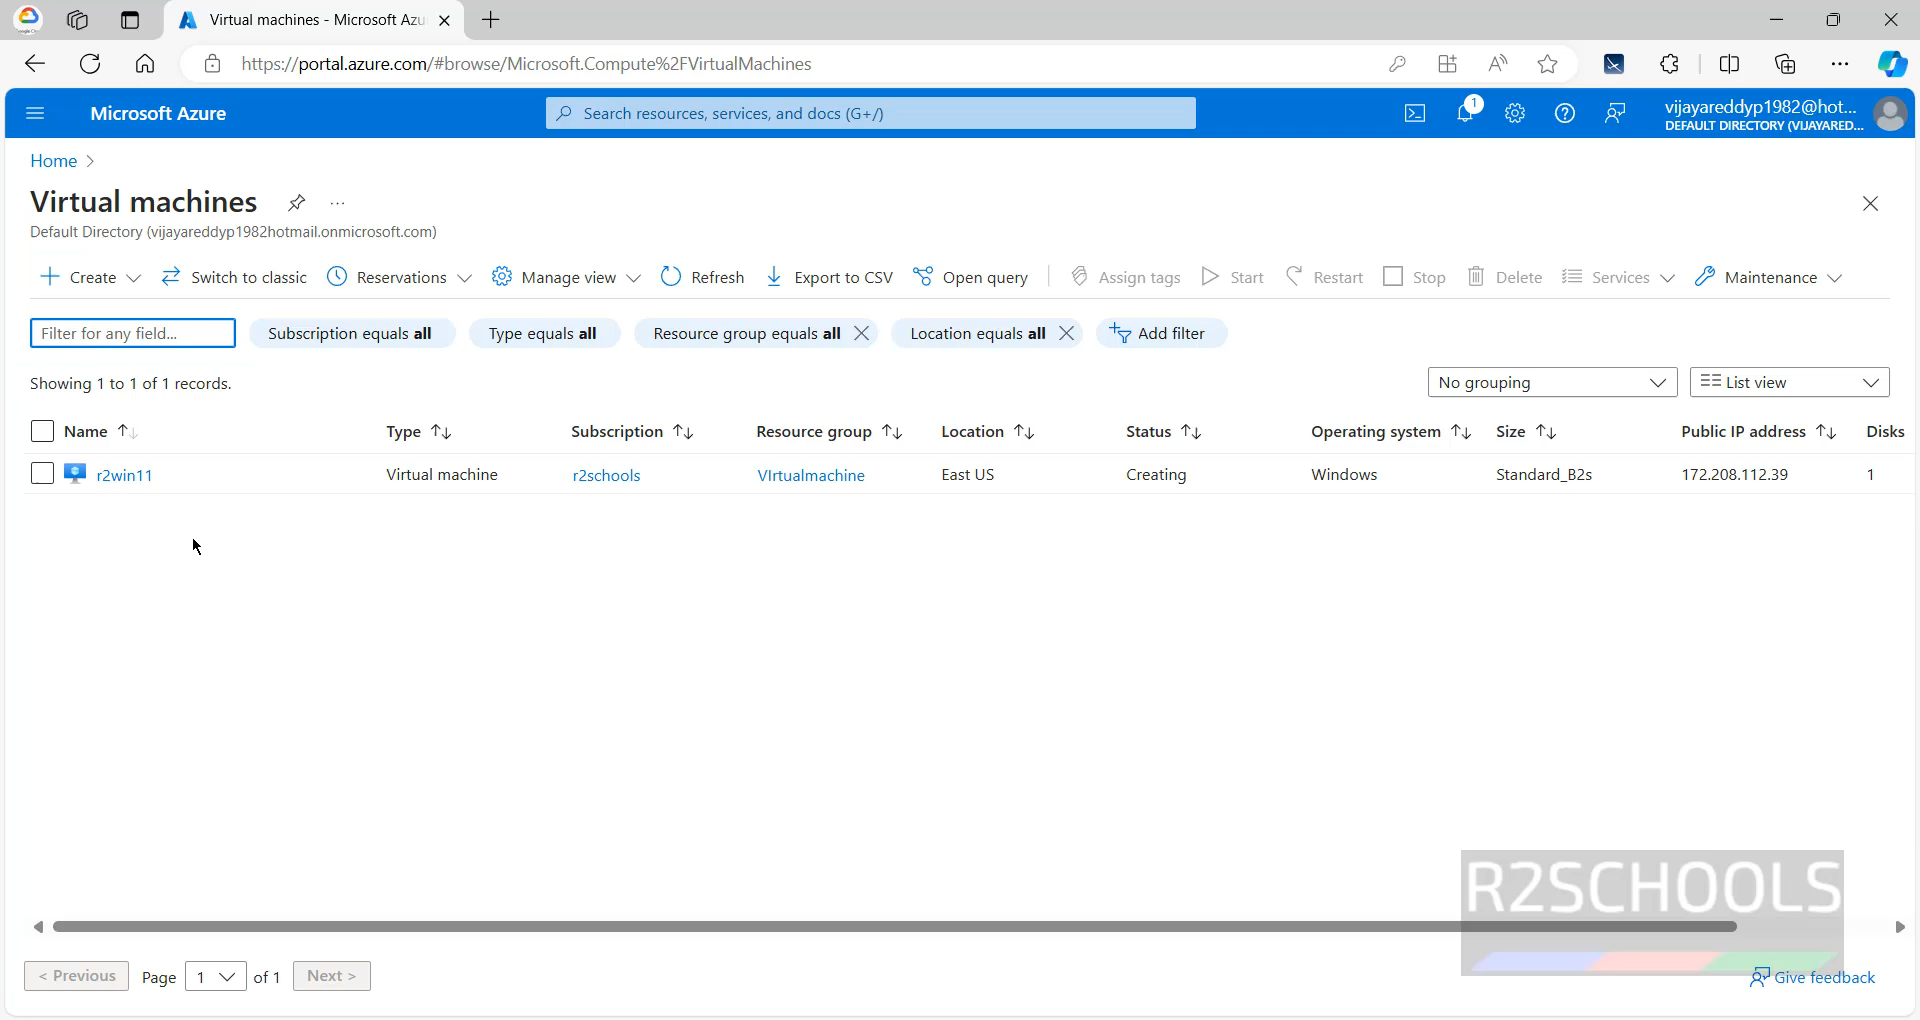 Virtual machines - Microsoft Azu
https://portal.azure.com/#browse/Microsoft.Compute%2FVirtualMachines
Microsoft Azure
Search resources, services, and docs (G+/)
1
vijayareddyp1982@hot...
DEFAULT DIRECTORY (VIJAYARED...
Home >
Virtual machines ...
Default Directory (vijayareddyp1982hotmail.onmicrosoft.com)
Create Switch to classic Reservations Manage view Refresh Export to CSV Open query Assign tags Start Restart Stop Delete Services Maintenance
Filter for any field... Subscription equals all Type equals all Resource group equals all Location equals all Add filter
Showing 1 to 1 of 1 records. No grouping List view
Name Type Subscription Resource group Location Status Operating system Size Public IP address Disks
r2win11 Virtual machine r2schools VIrtualmachine East US Creating Windows Standard_B2s 172.208.112.39 1
R2SCHOOLS
< Previous Page 1 of 1 Next > Give feedback